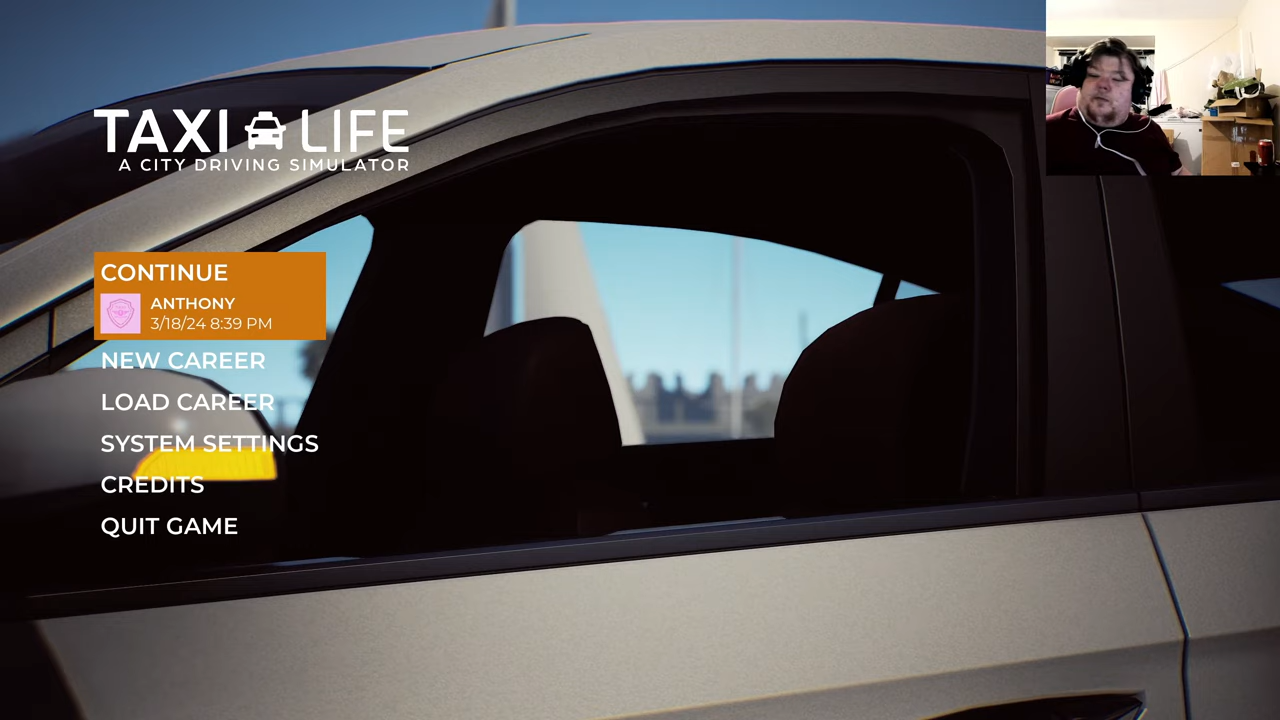 TAXI LIFE
A CITY DRIVING SIMULATOR
CONTINUE
ANTHONY
3/18/24 8:39 PM
NEW CAREER
LOAD CAREER
SYSTEM SETTINGS
CREDITS
QUIT GAME